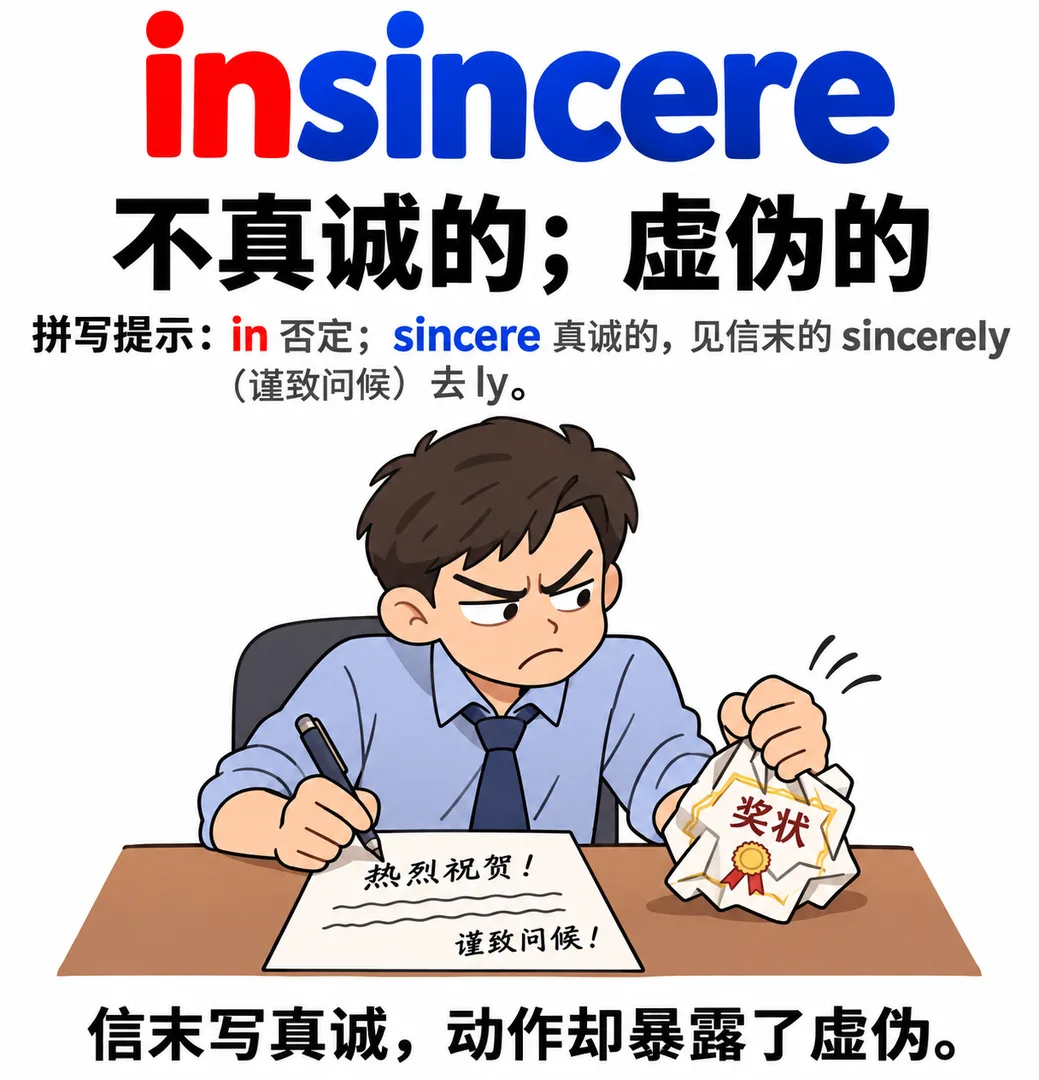 insincere
不真诚的；虚伪的
拼写提示：in 否定；sincere 真诚的，见信末的 sincerely
（谨致问候）去 ly。
热烈祝贺！
谨致问候！
奖状
信末写真诚，动作却暴露了虚伪。